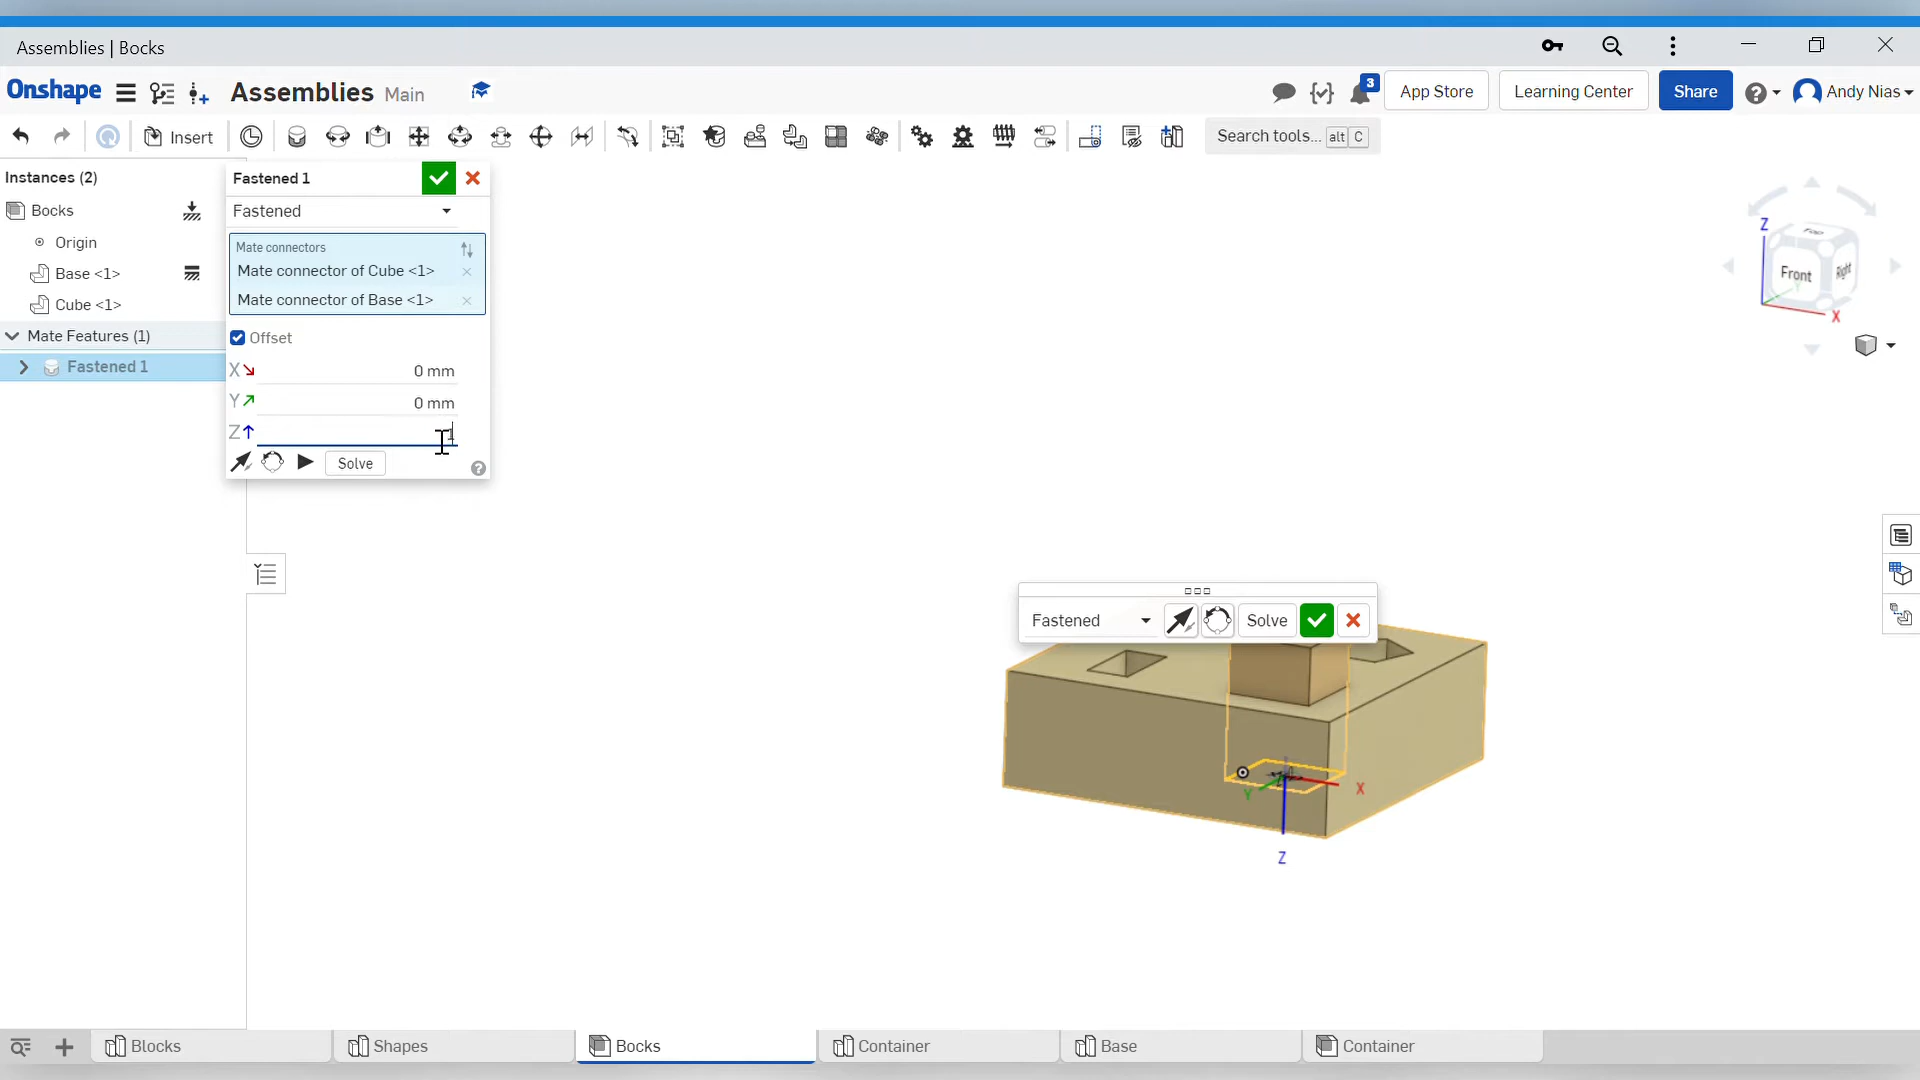 Assemblies | Bocks
Onshape
Assemblies Main
3
App Store
Learning Center
Share
Andy Nias
Insert
Search tools... alt C
Instances (2)
Bocks
Origin
Base <1>
Cube <1>
Mate Features (1)
Fastened 1
Fastened 1
Fastened
Mate connectors
Mate connector of Cube <1>
Mate connector of Base <1>
Offset
X 0 mm
Y 0 mm
Z 1
Solve
Z
Top
Front
Right
Y
X
Fastened
Solve
X
Y
Z
Blocks
Shapes
Bocks
Container
Base
Container